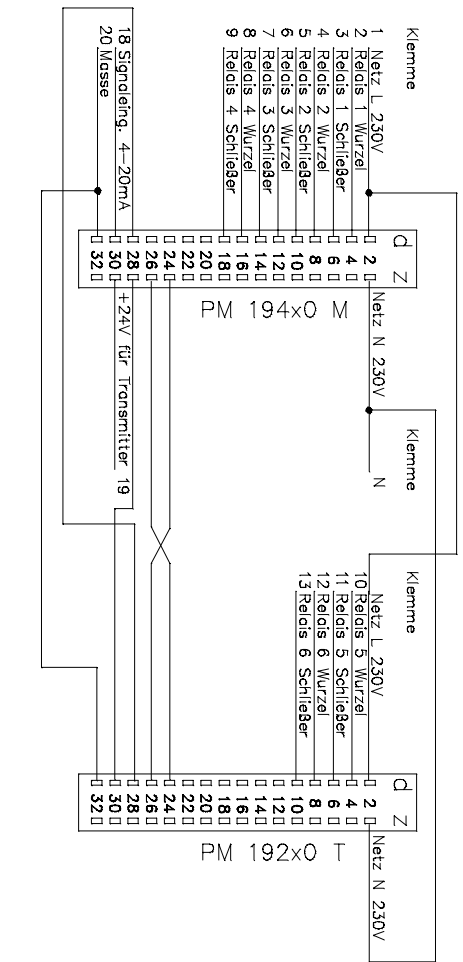 Klemme
1 Netz L 230V
2 Relais 1 Wurzel
3 Relais 1 Schließer
4 Relais 2 Wurzel
5 Relais 2 Schließer
6 Relais 3 Wurzel
7 Relais 3 Schließer
8 Relais 4 Wurzel
9 Relais 4 Schließer
18 Signaleing. 4–20mA
20 Masse
d z
2
4
6
8
10
12
14
16
18
20
22
24
26
28
30
32
PM 194x0 M
Netz N 230V
+24V für Transmitter 19
Klemme
N
Klemme
Netz L 230V
10 Relais 5 Wurzel
11 Relais 5 Schließer
12 Relais 6 Wurzel
13 Relais 6 Schließer
d z
2
4
6
8
10
12
14
16
18
20
22
24
26
28
30
32
PM 192x0 T
Netz N 230V